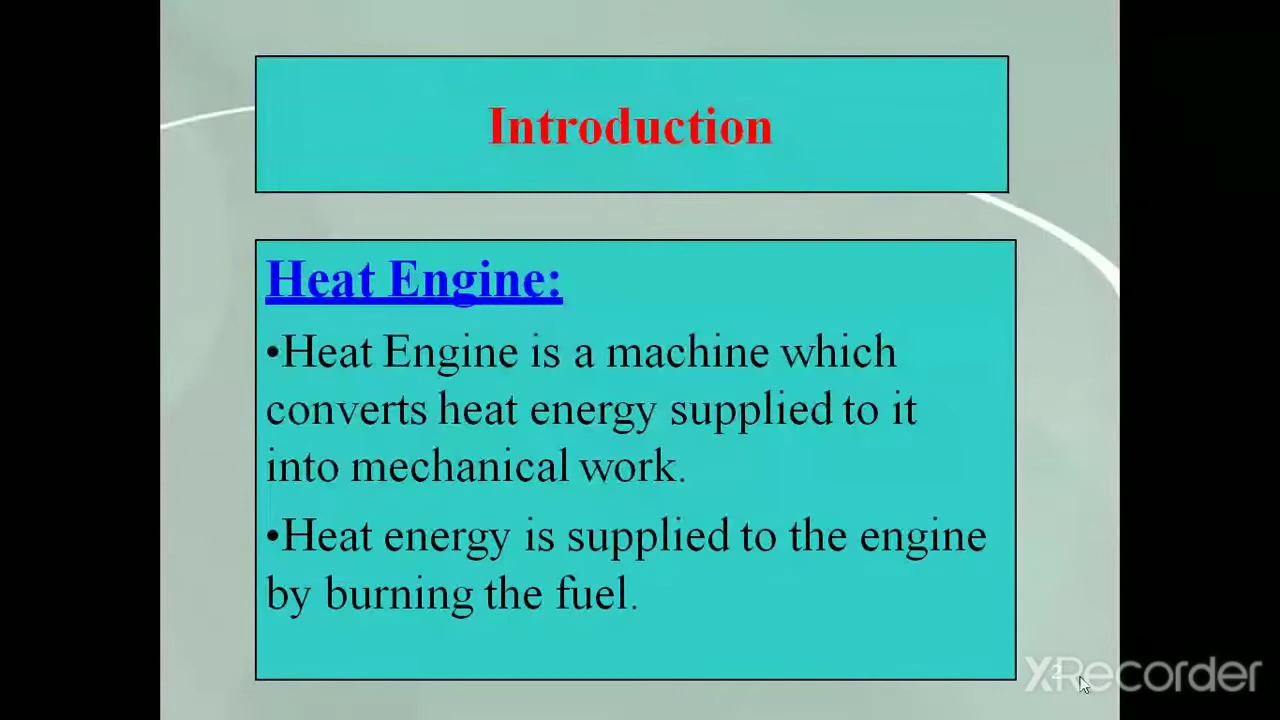 Introduction
Heat Engine:
•Heat Engine is a machine which
converts heat energy supplied to it
into mechanical work.
•Heat energy is supplied to the engine
by burning the fuel.
2
XRecorder